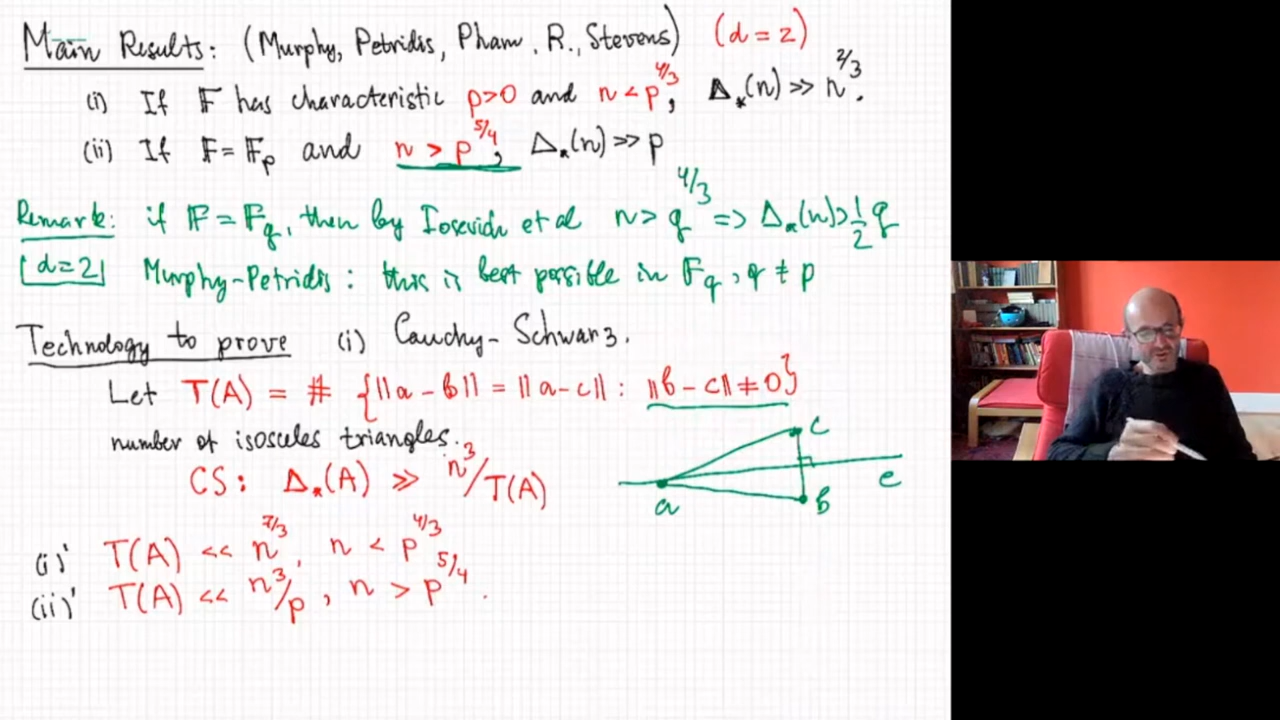 Main Results: (Murphy, Petridis, Pham, R., Stevens) (d = 2)
(i) If F has characteristic p>0 and n < p^{4/3}, Δ_*(n) ≫ n^{2/3}.
(ii) If F = F_p and n > p^{5/4}, Δ_*(n) ≫ p
Remark: if F = F_q, then by Iosevich et al n > q^{4/3} => Δ_*(n) > 1/2 q
[d=2] Murphy-Petridis: this is best possible in F_q, q ≠ p
Technology to prove (i) Cauchy-Schwarz.
Let T(A) = # {||a - b|| = ||a - c|| : ||b - c|| ≠ 0}
number of isosceles triangles.
CS: Δ_*(A) ≫ n^3/T(A)
a b c e
(i)' T(A) << n^{7/3}, n < p^{4/3}
(ii)' T(A) << n^3/p, n > p^{5/4}.